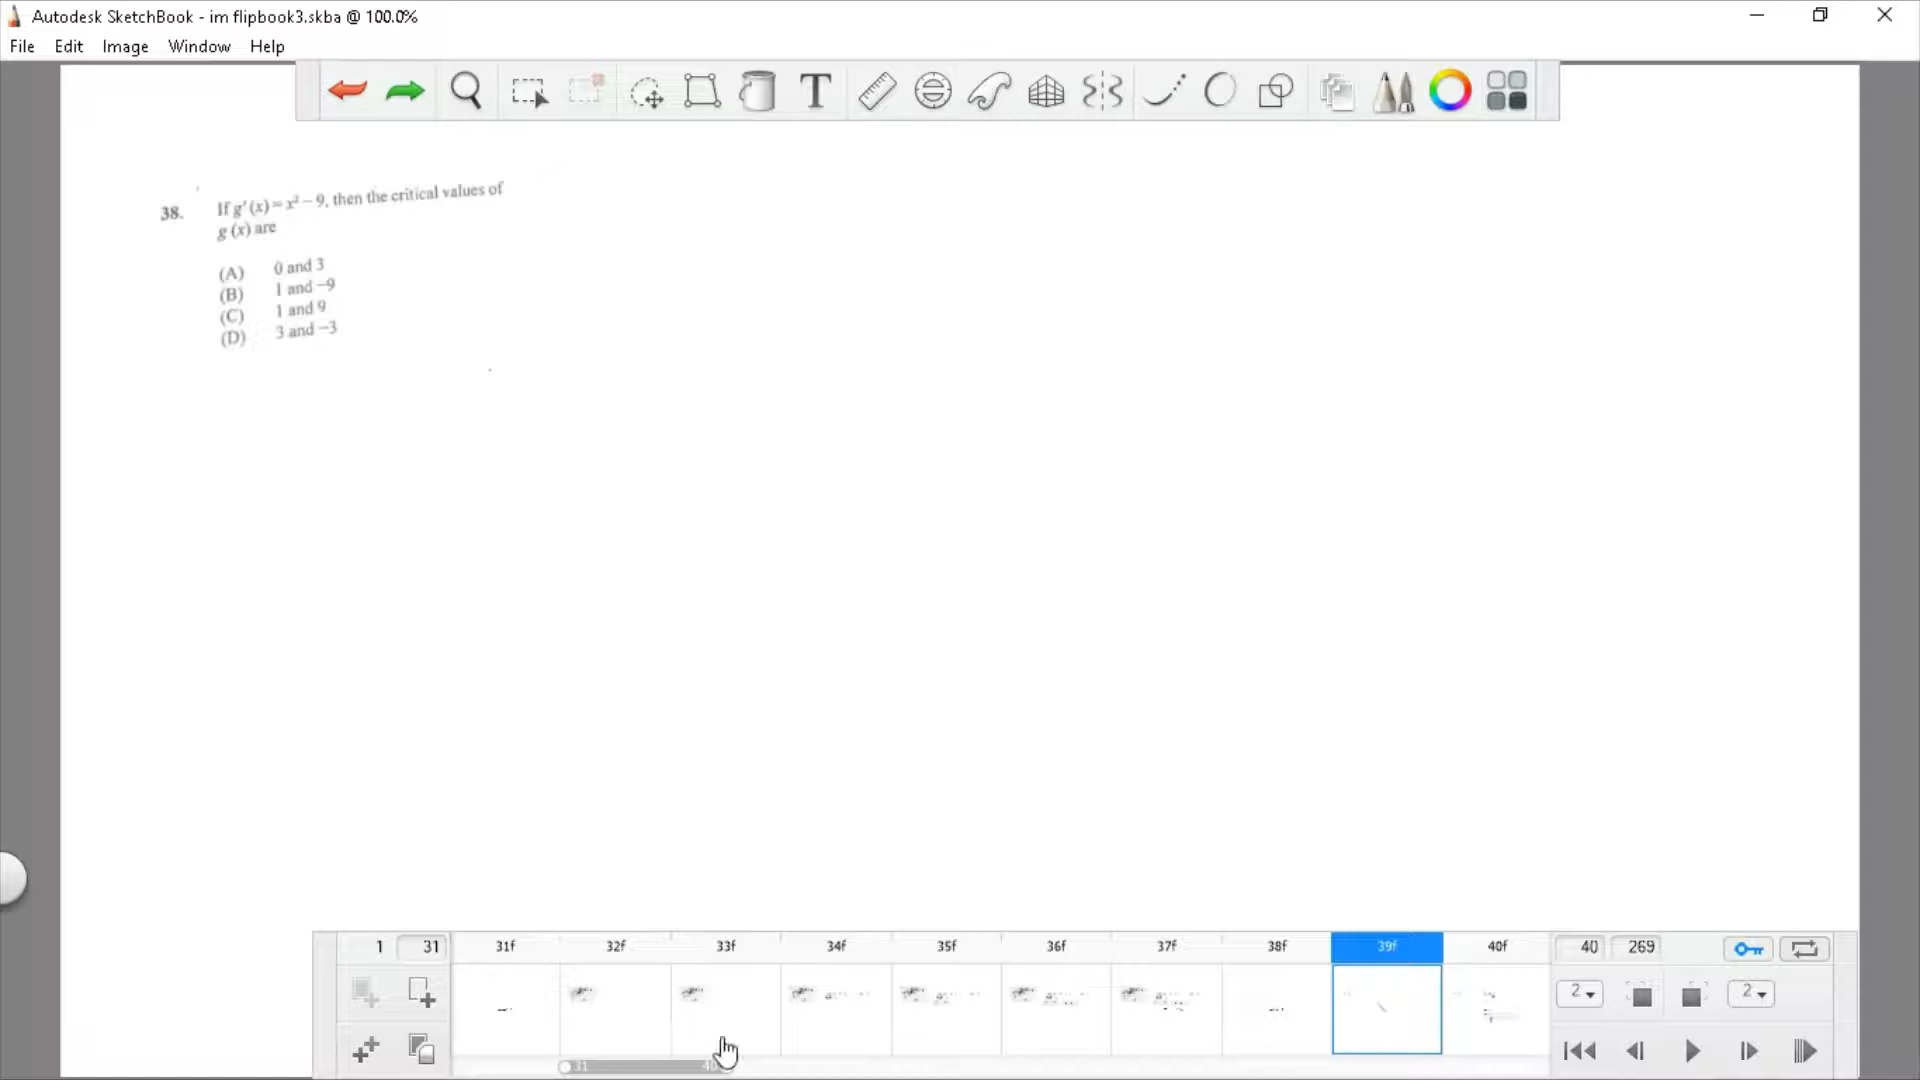 Autodesk SketchBook - im flipbook3.skba @ 100.0%
File Edit Image Window Help
38. If g′(x) = x² − 9, then the critical values of
g (x) are
(A) 0 and 3
(B) 1 and −9
(C) 1 and 9
(D) 3 and −3
1 31 31f 32f 33f 34f 35f 36f 37f 38f 39f 40f 40 269
2 2
31